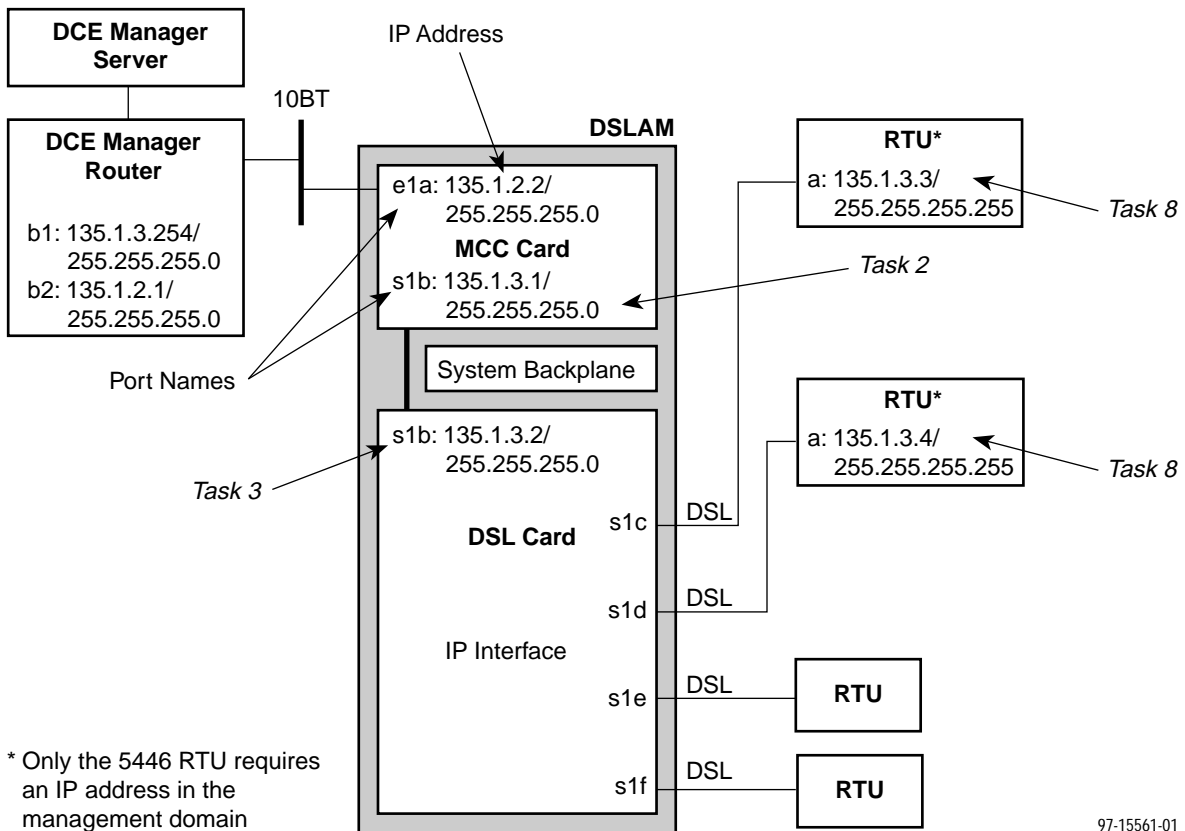 DCE Manager
Server
IP Address
10BT
DCE Manager
Router
b1: 135.1.3.254/
255.255.255.0
b2: 135.1.2.1/
255.255.255.0
Port Names
DSLAM
e1a: 135.1.2.2/
255.255.255.0
MCC Card
s1b: 135.1.3.1/
255.255.255.0
Task 2
System Backplane
s1b: 135.1.3.2/
255.255.255.0
Task 3
DSL Card
IP Interface
s1c
DSL
s1d
DSL
s1e
DSL
s1f
DSL
RTU*
a: 135.1.3.3/
255.255.255.255
Task 8
RTU*
a: 135.1.3.4/
255.255.255.255
Task 8
RTU
RTU
* Only the 5446 RTU requires
an IP address in the
management domain
97-15561-01